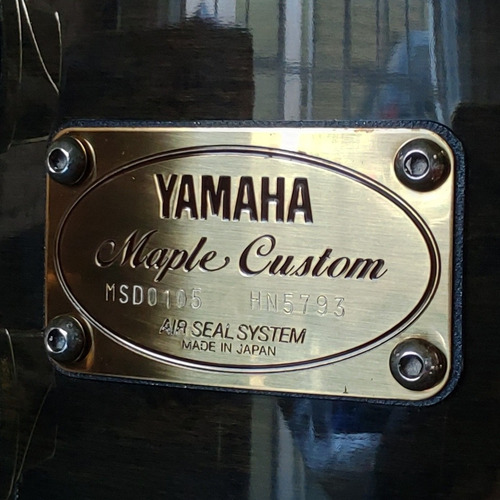 YAMAHA
Maple Custom
MSD0105 HN5793
AIR SEAL SYSTEM
MADE IN JAPAN